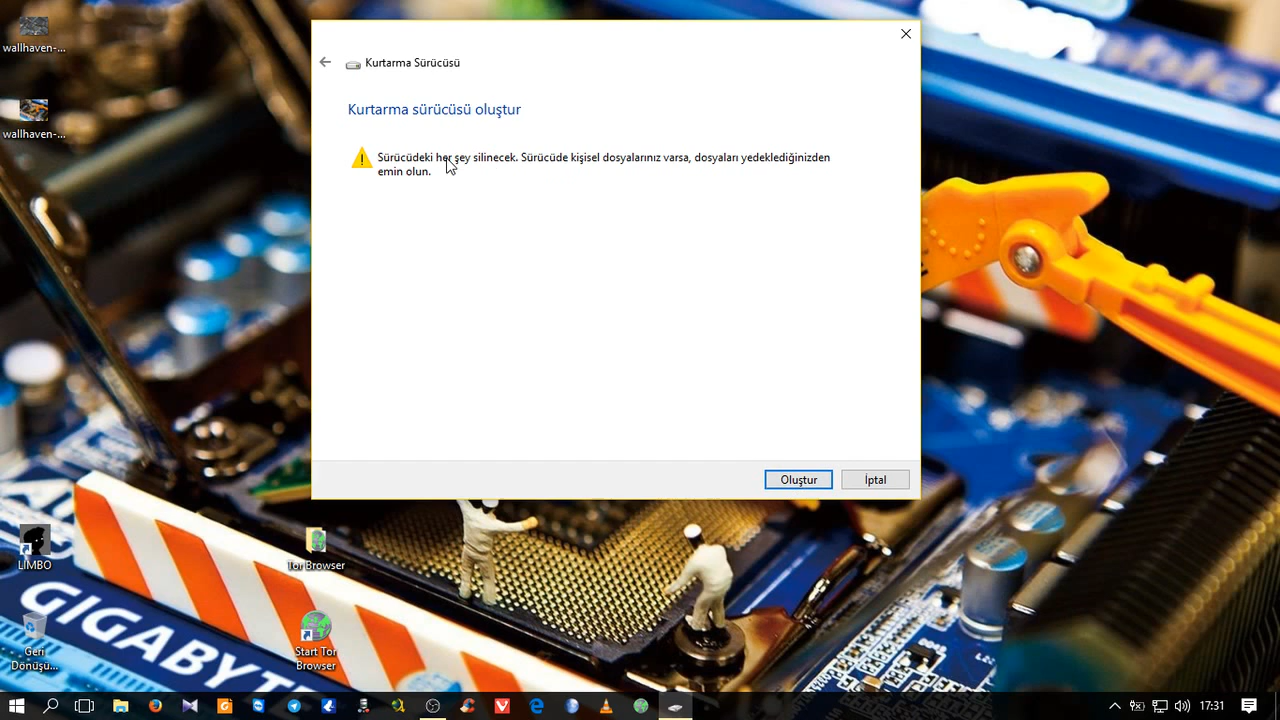 wallhaven-...
wallhaven-...
Kurtarma Sürücüsü
Kurtarma sürücüsü oluştur
Sürücüdeki her şey silinecek. Sürücüde kişisel dosyalarınız varsa, dosyaları yedeklediğinizden
emin olun.
Oluştur
İptal
LIMBO
Tor Browser
Geri
Dönüşü...
Start Tor
Browser
GIGABYT
17:31